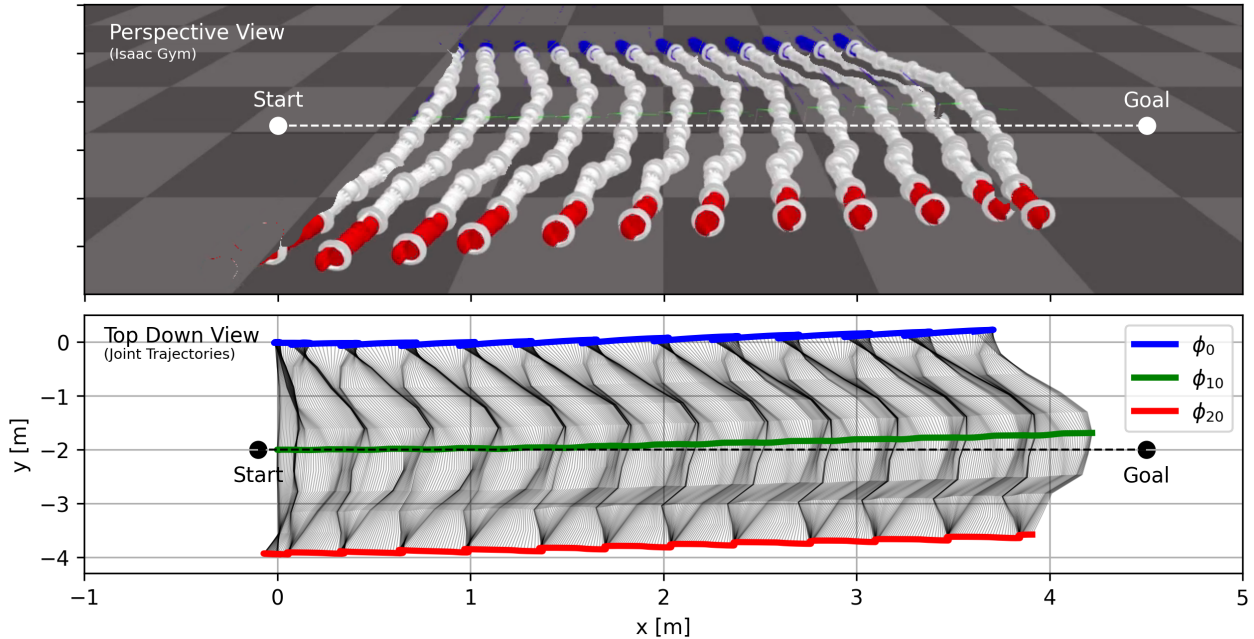 Perspective View
(Isaac Gym)
Start
Goal
Top Down View
(Joint Trajectories)
0
−1
−2
−3
−4
y [m]
ϕ0
ϕ10
ϕ20
Start
Goal
−1
0
1
2
3
4
5
x [m]